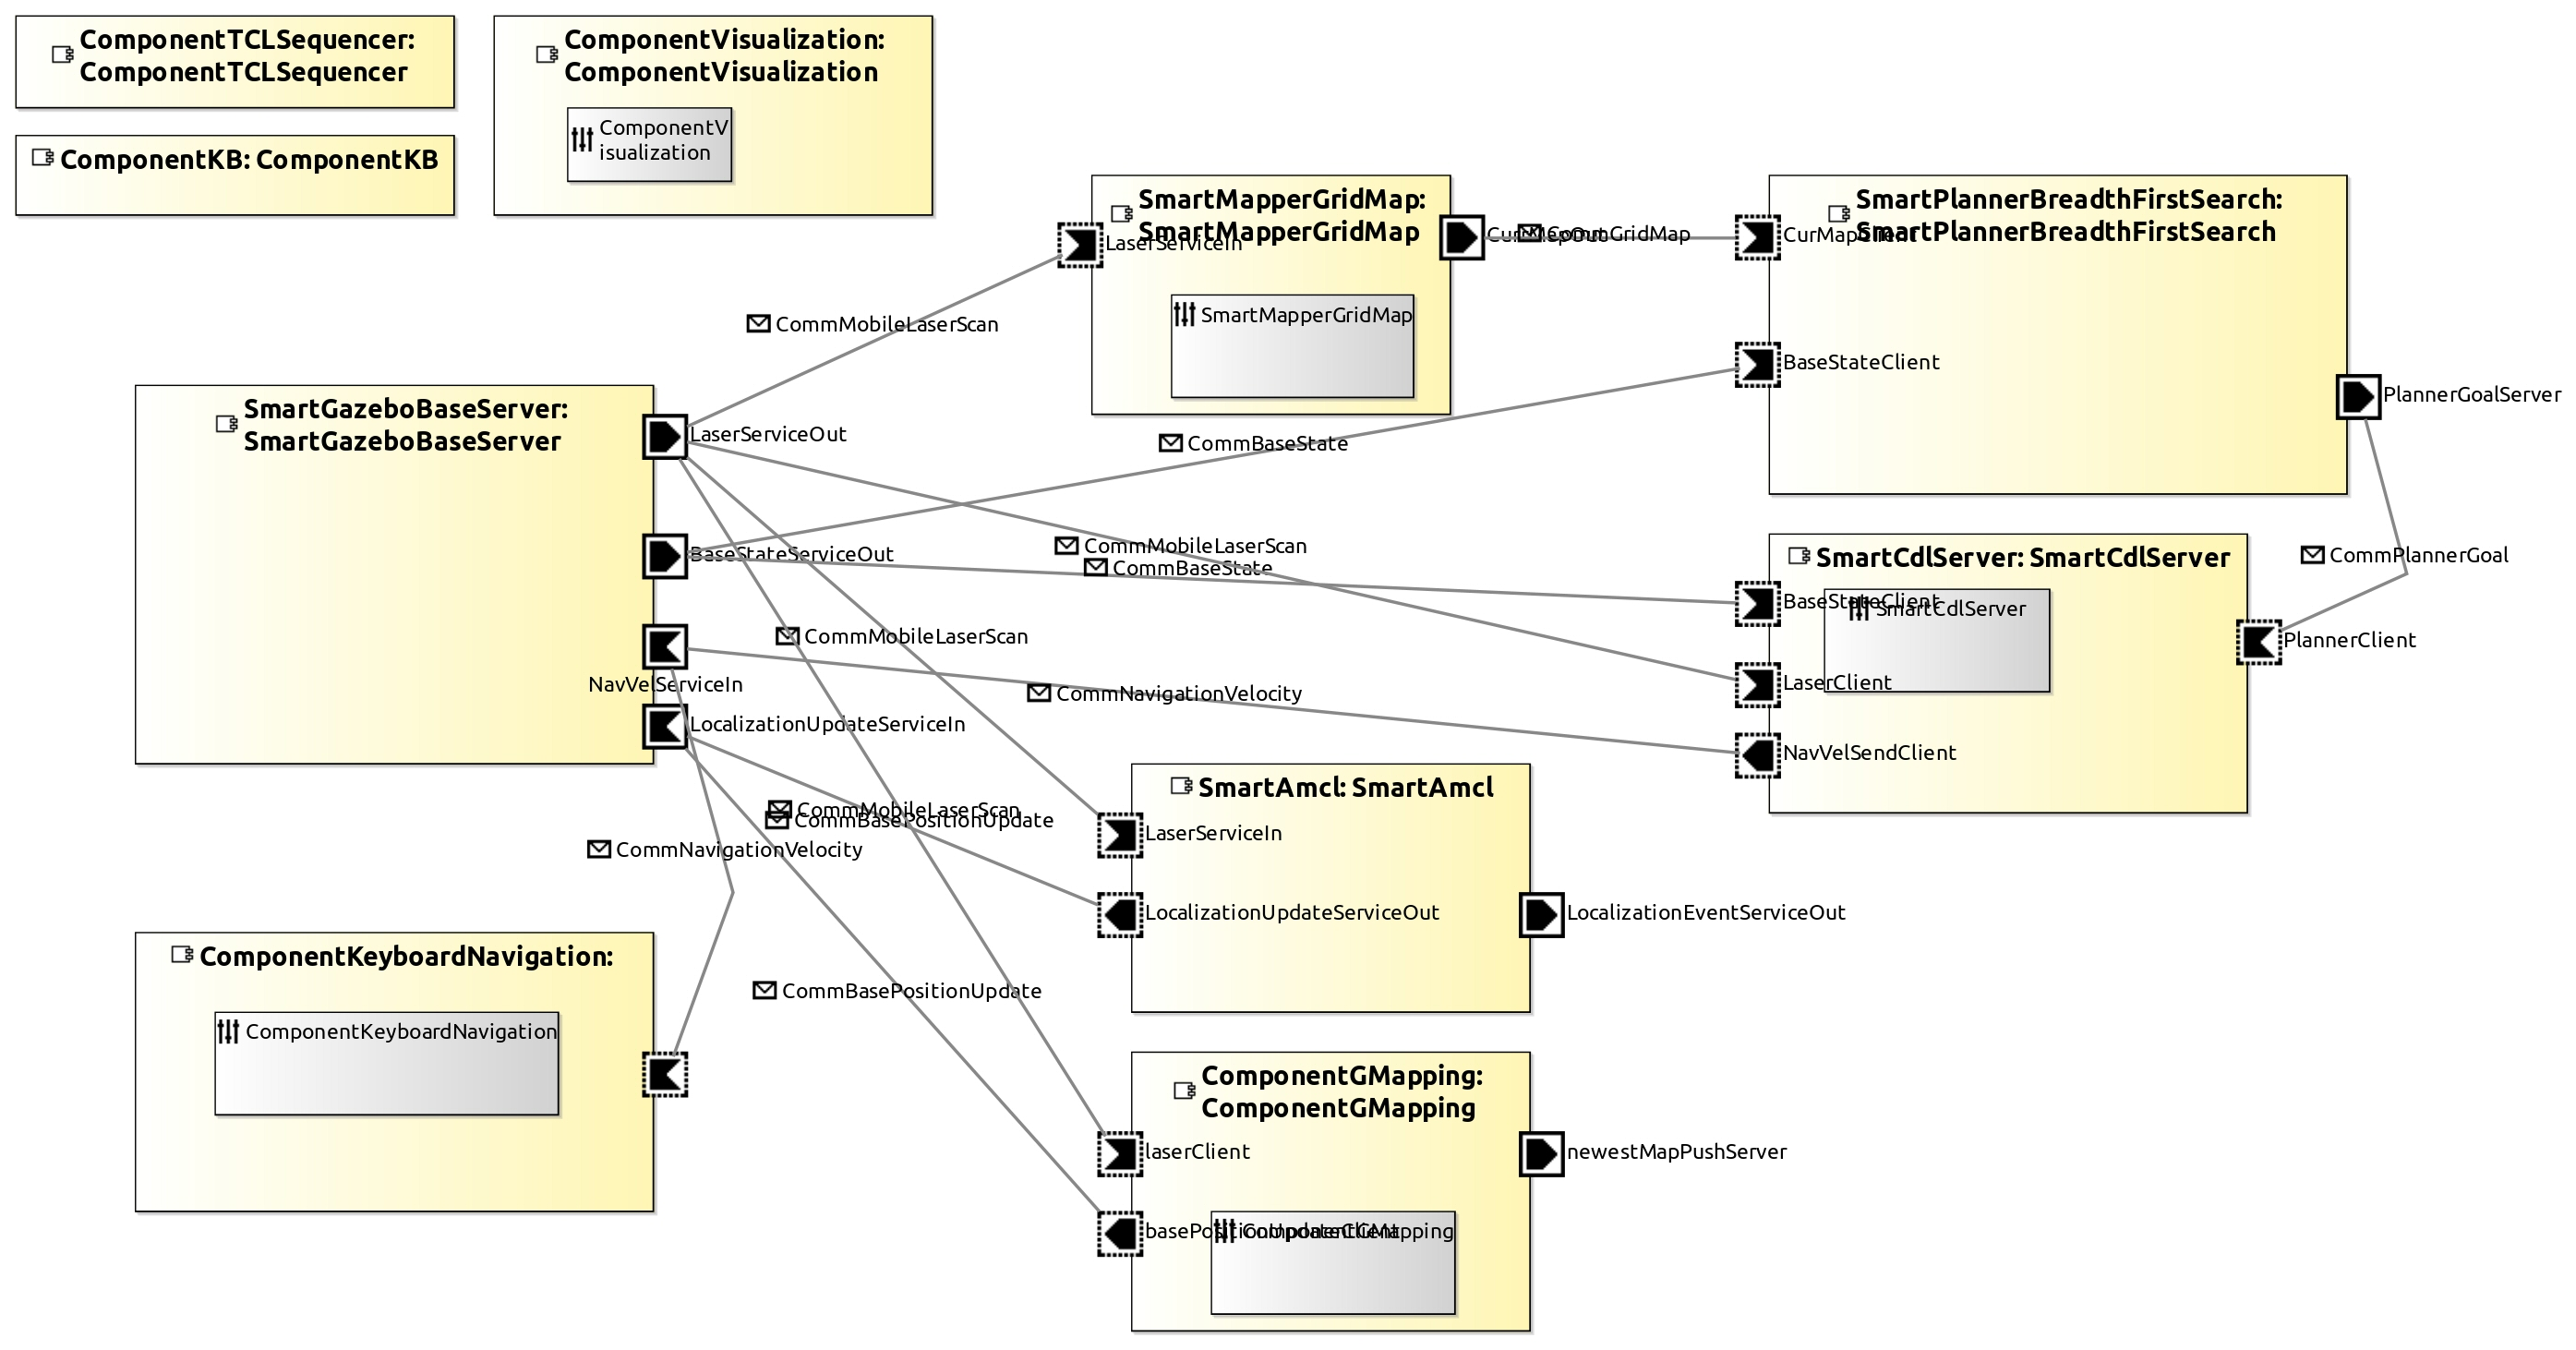 ComponentTCLSequencer:
ComponentTCLSequencer
ComponentKB: ComponentKB
ComponentVisualization:
ComponentVisualization
ComponentV
isualization
SmartMapperGridMap:
SmartMapperGridMap
LaserServiceIn
SmartMapperGridMap
CurMapOut
CommGridMap
SmartPlannerBreadthFirstSearch:
SmartPlannerBreadthFirstSearch
CurMapClient
BaseStateClient
PlannerGoalServer
CommMobileLaserScan
SmartGazeboBaseServer:
SmartGazeboBaseServer
LaserServiceOut
BaseStateServiceOut
NavVelServiceIn
LocalizationUpdateServiceIn
CommBaseState
CommMobileLaserScan
CommBaseState
CommMobileLaserScan
CommNavigationVelocity
SmartCdlServer: SmartCdlServer
BaseStateClient
SmartCdlServer
LaserClient
NavVelSendClient
PlannerClient
CommPlannerGoal
CommMobileLaserScan
CommBasePositionUpdate
CommNavigationVelocity
SmartAmcl: SmartAmcl
LaserServiceIn
LocalizationUpdateServiceOut
LocalizationEventServiceOut
ComponentKeyboardNavigation:
ComponentKeyboardNavigation
CommBasePositionUpdate
ComponentGMapping:
ComponentGMapping
laserClient
newestMapPushServer
basePositionUpdateClient
ComponentGMapping